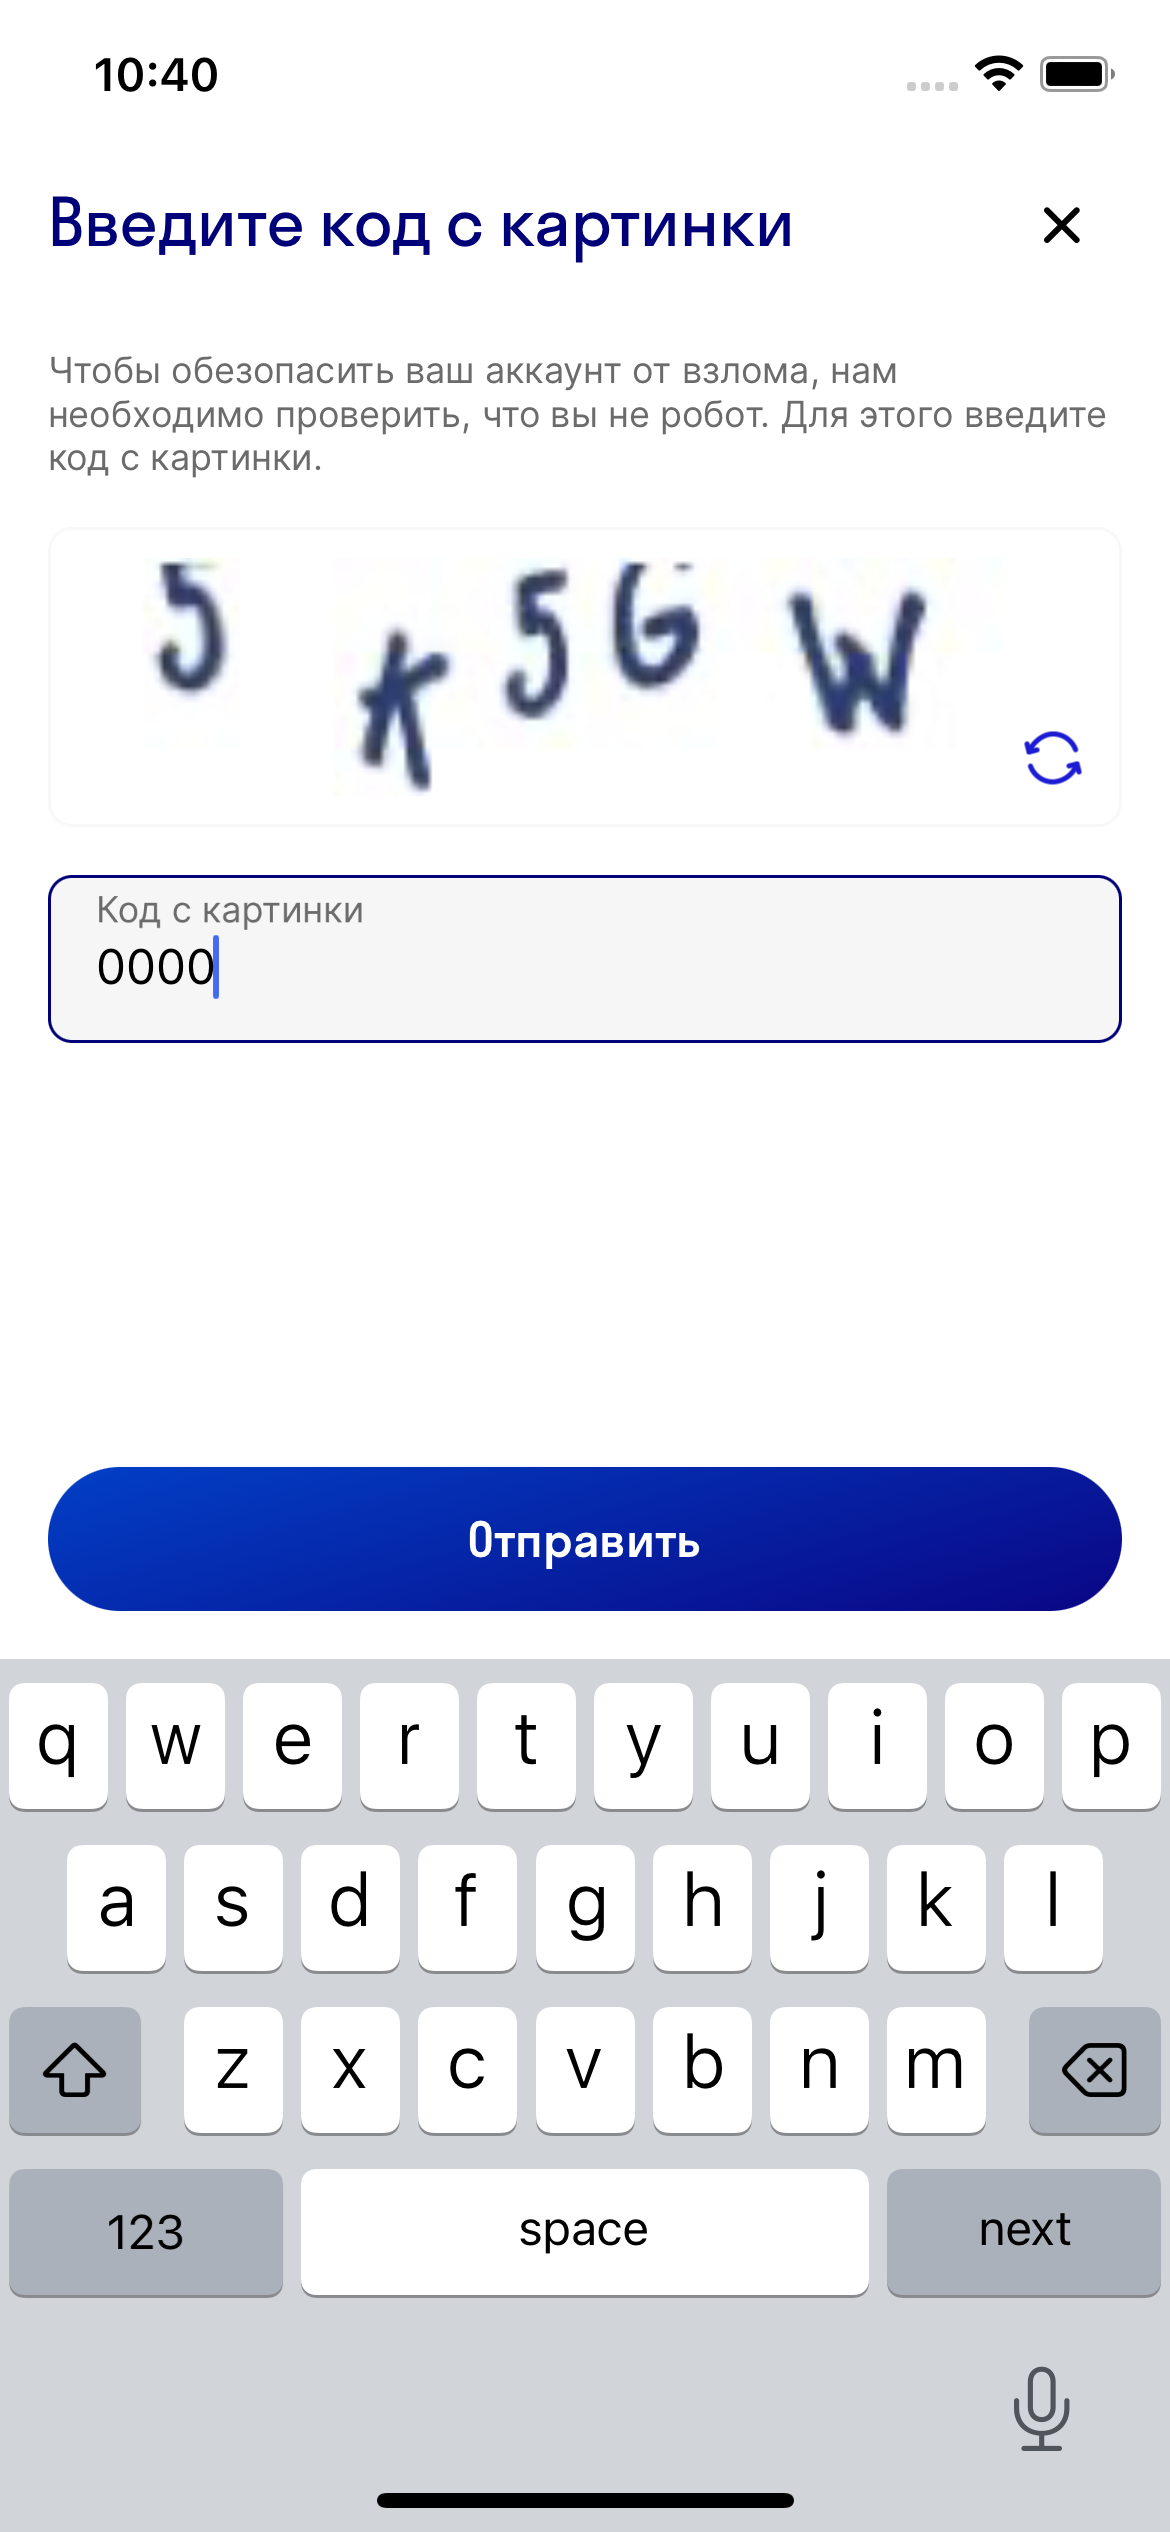 10:40
Введите код с картинки
Чтобы обезопасить ваш аккаунт от взлома, нам
необходимо проверить, что вы не робот. Для этого введите
код с картинки.
5 K 5 G W
Код с картинки
0000
Отправить
q w e r t y u i o p
a s d f g h j k l
z x c v b n m
123 space next